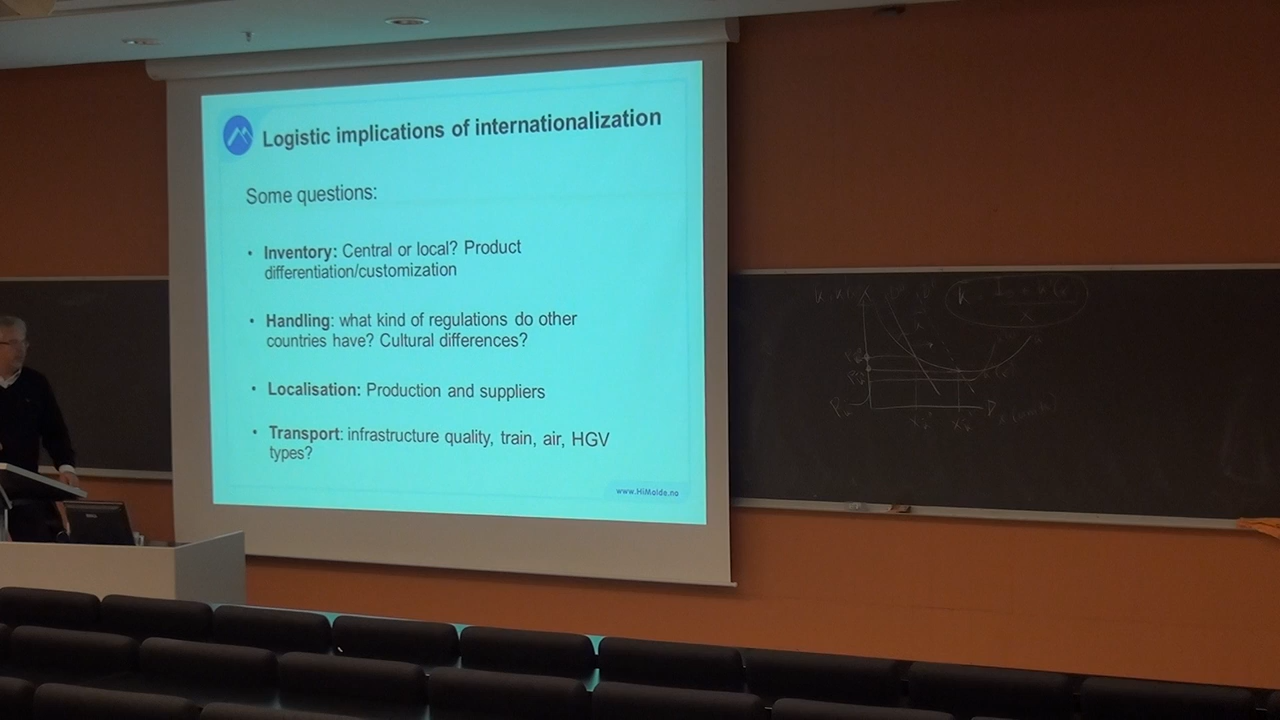 Logistic implications of internationalization
Some questions:
• Inventory: Central or local? Product
differentiation/customization
• Handling: what kind of regulations do other
countries have? Cultural differences?
• Localisation: Production and suppliers
• Transport: infrastructure quality, train, air, HGV
types?
www.HiMolde.no